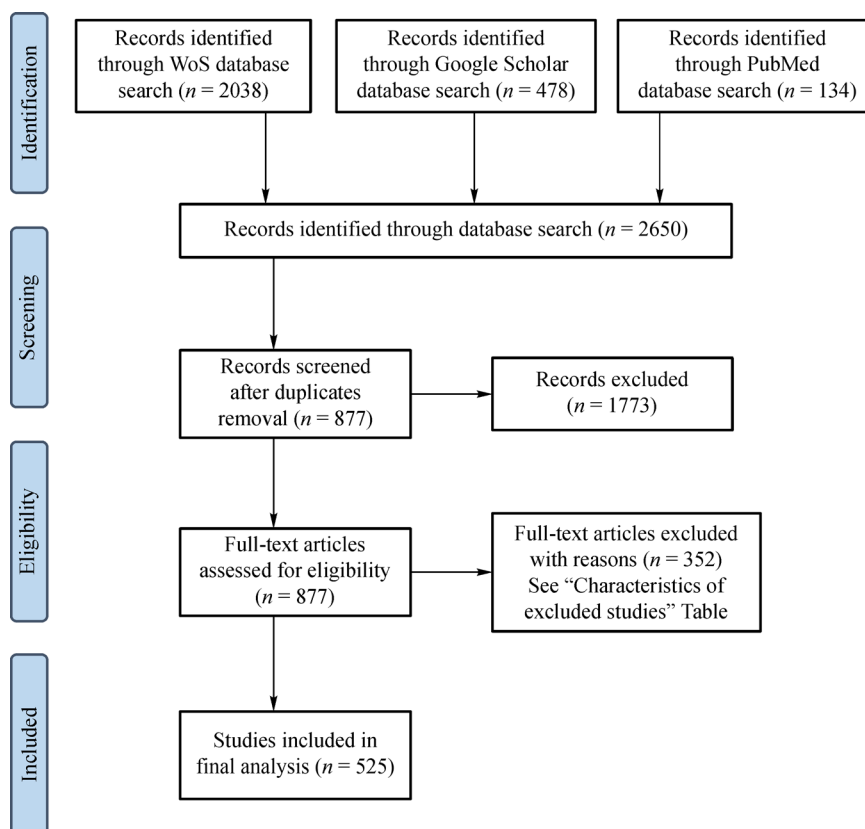 Identification
Records identified
through WoS database
search (n = 2038)
Records identified
through Google Scholar
database search (n = 478)
Records identified
through PubMed
database search (n = 134)
Records identified through database search (n = 2650)
Screening
Records screened
after duplicates
removal (n = 877)
Records excluded
(n = 1773)
Eligibility
Full-text articles
assessed for eligibility
(n = 877)
Full-text articles excluded
with reasons (n = 352)
See “Characteristics of
excluded studies” Table
Included
Studies included in
final analysis (n = 525)